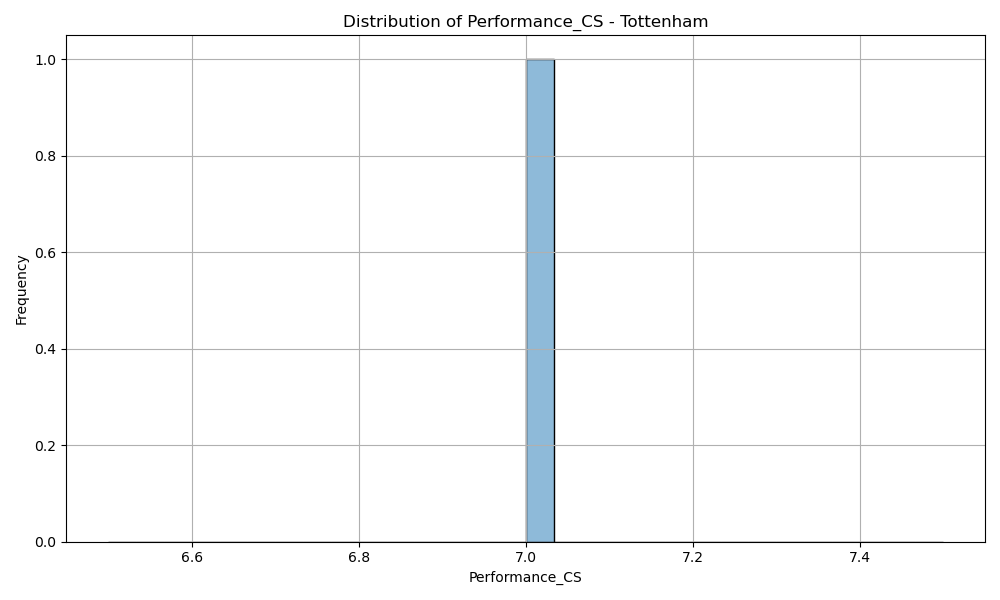 Distribution of Performance_CS - Tottenham
Frequency
1.0
0.8
0.6
0.4
0.2
0.0
6.6 6.8 7.0 7.2 7.4
Performance_CS